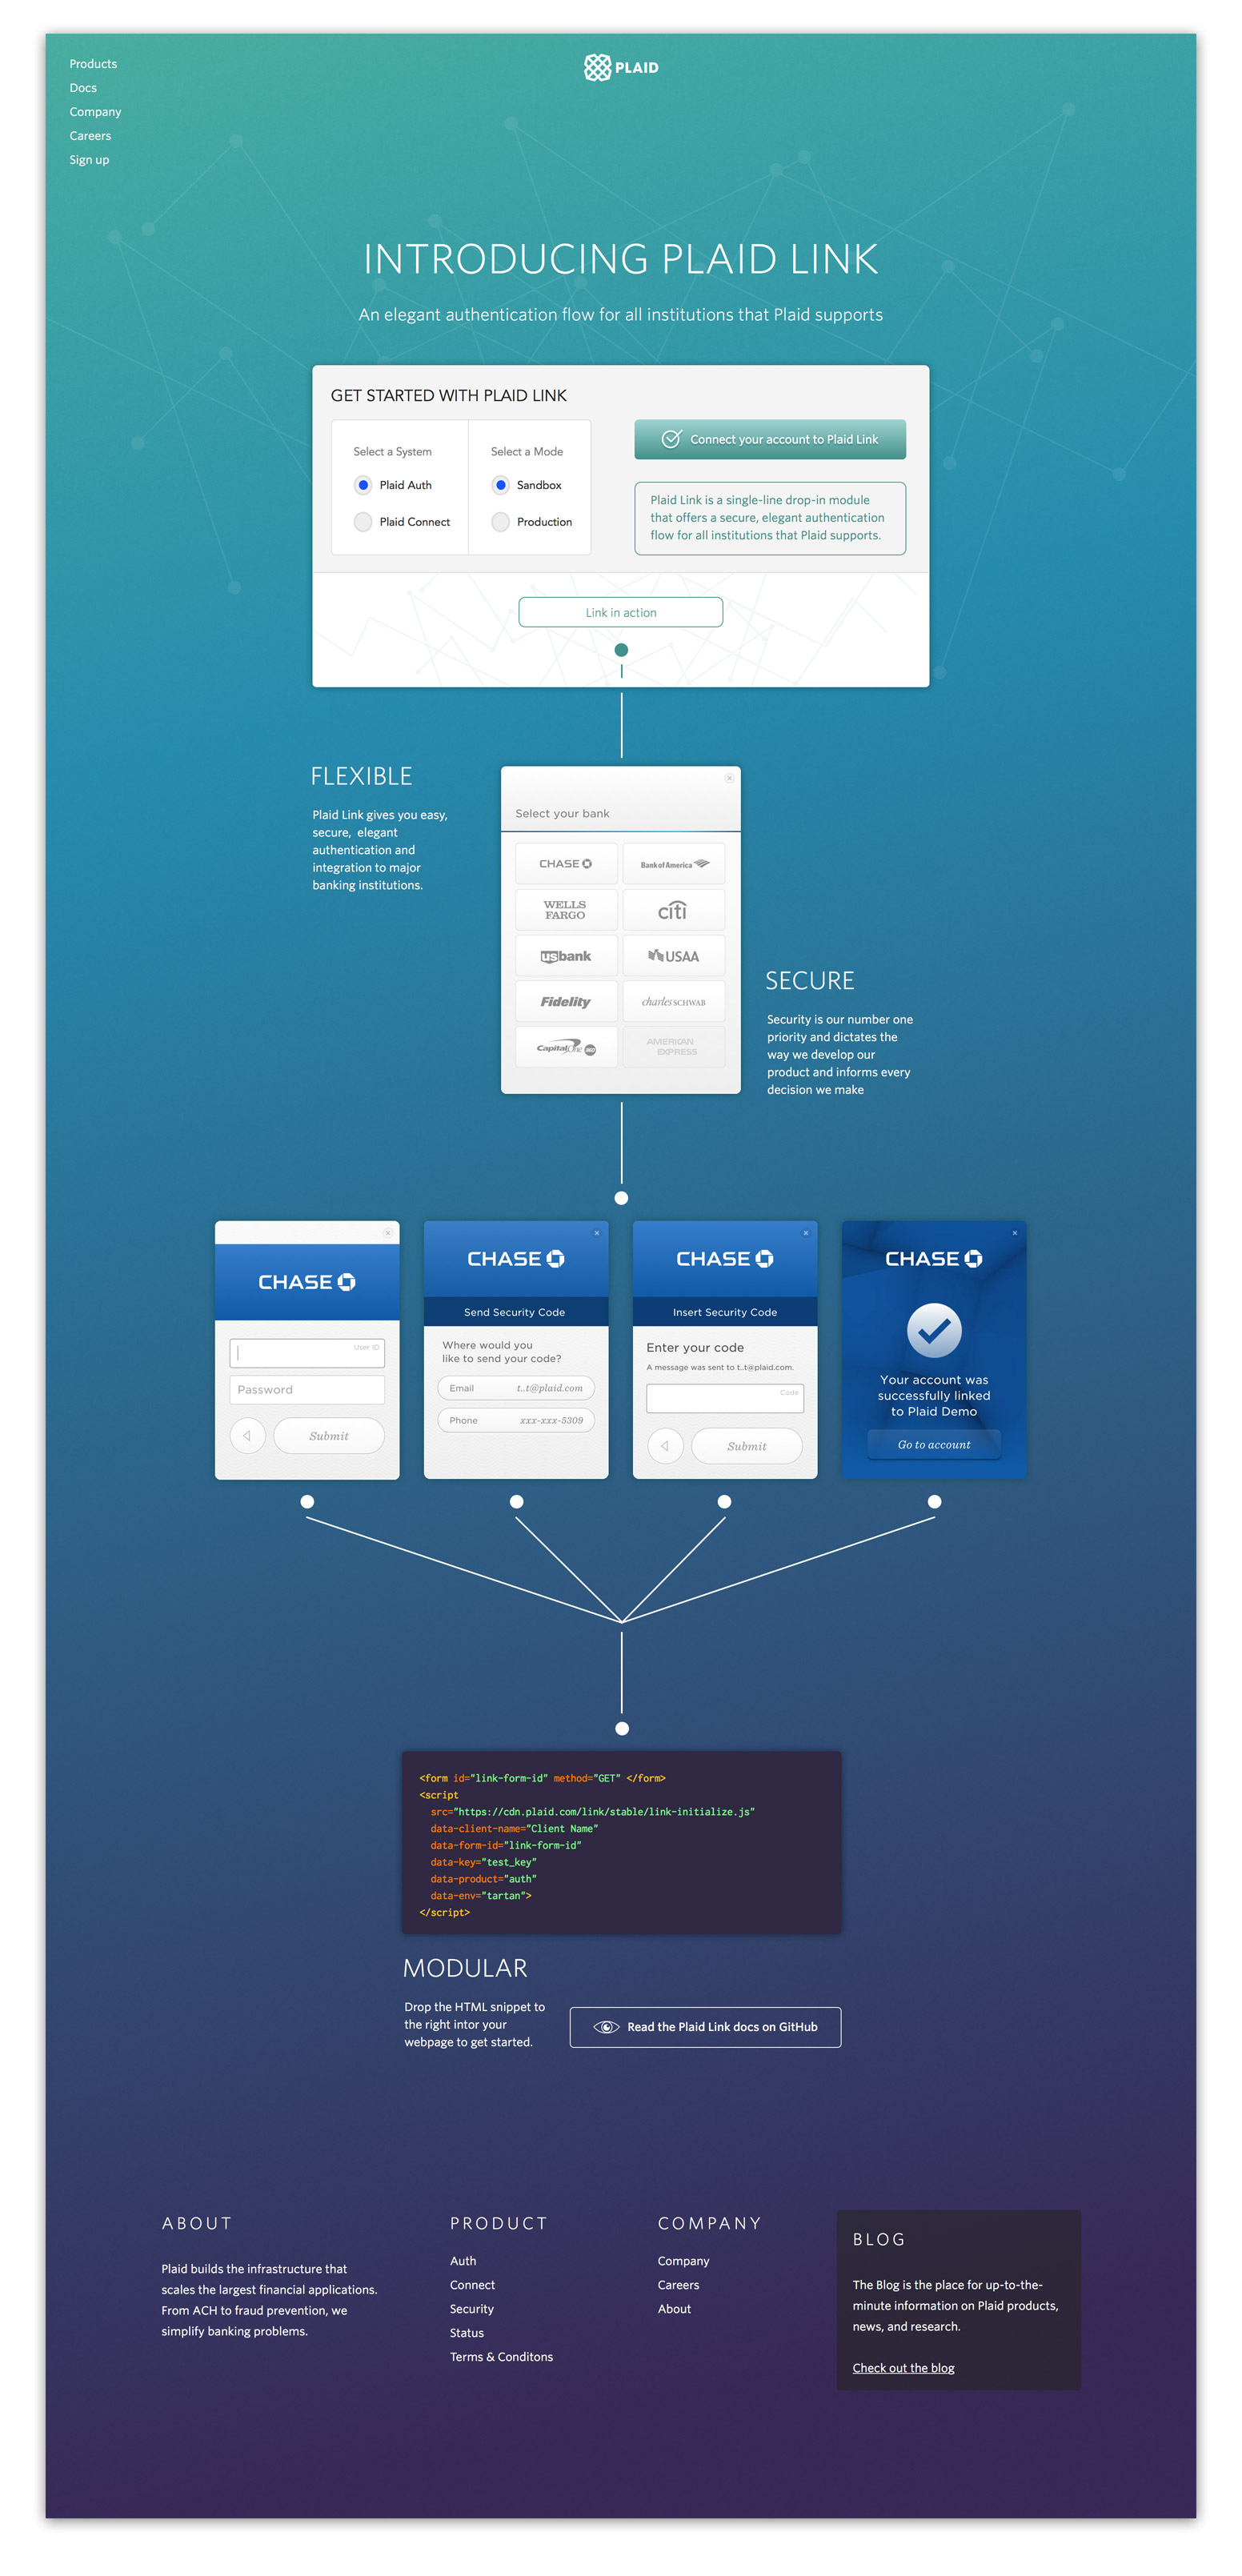 Products
Docs
Company
Careers
Sign up
PLAID
INTRODUCING PLAID LINK
An elegant authentication flow for all institutions that Plaid supports
GET STARTED WITH PLAID LINK
Select a System
Plaid Auth
Plaid Connect
Select a Mode
Sandbox
Production
Connect your account to Plaid Link
Plaid Link is a single-line drop-in module
that offers a secure, elegant authentication
flow for all institutions that Plaid supports.
Link in action
FLEXIBLE
Plaid Link gives you easy,
secure, elegant
authentication and
integration to major
banking institutions.
Select your bank
CHASE
Bank of America
WELLS
FARGO
citi
usbank
USAA
Fidelity
charles SCHWAB
Capital One 360
AMERICAN
EXPRESS
SECURE
Security is our number one
priority and dictates the
way we develop our
product and informs every
decision we make
CHASE
User ID
Password
Submit
CHASE
Send Security Code
Where would you
like to send your code?
Email t..t@plaid.com
Phone xxx-xxx-5309
CHASE
Insert Security Code
Enter your code
A message was sent to t..t@plaid.com.
Code
Submit
CHASE
Your account was
successfully linked
to Plaid Demo
Go to account
<form id="link-form-id" method="GET" </form>
<script
src="https://cdn.plaid.com/link/stable/link-initialize.js"
data-client-name="Client Name"
data-form-id="link-form-id"
data-key="test_key"
data-product="auth"
data-env="tartan">
</script>
MODULAR
Drop the HTML snippet to
the right intor your
webpage to get started.
Read the Plaid Link docs on GitHub
ABOUT
Plaid builds the infrastructure that
scales the largest financial applications.
From ACH to fraud prevention, we
simplify banking problems.
PRODUCT
Auth
Connect
Security
Status
Terms & Conditons
COMPANY
Company
Careers
About
BLOG
The Blog is the place for up-to-the-
minute information on Plaid products,
news, and research.
Check out the blog